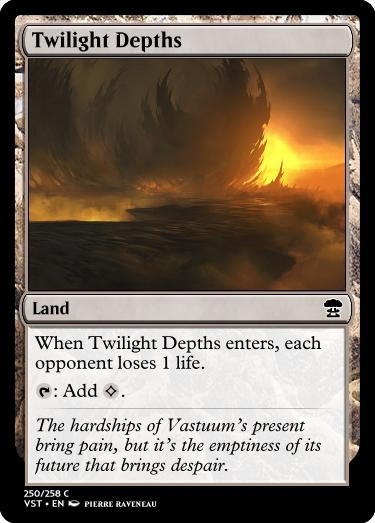 Twilight Depths
Land
When Twilight Depths enters, each
opponent loses 1 life.
: Add .
The hardships of Vastuum's present
bring pain, but it's the emptiness of its
future that brings despair.
250/258 C
VST • EN PIERRE RAVENEAU